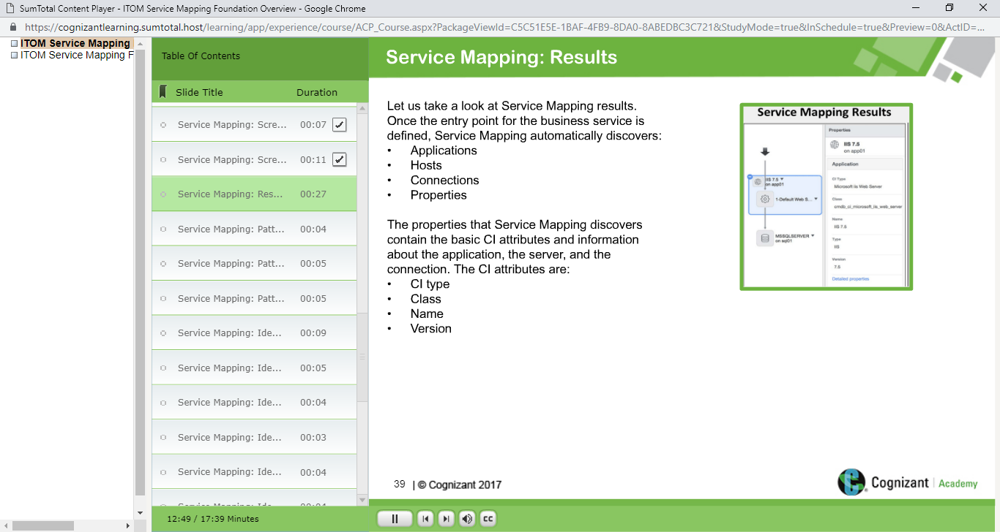 SumTotal Content Player - ITOM Service Mapping Foundation Overview - Google Chrome
https://cognizantlearning.sumtotal.host/learning/app/experience/course/ACP_Course.aspx?PackageViewId=C5C51E5E-1BAF-4FB9-8DA0-8ABEDBC3C721&StudyMode=true&InSchedule=true&Preview=0&ActID=...
ITOM Service Mapping
ITOM Service Mapping F
Table Of Contents
Slide Title Duration
Service Mapping: Scre... 00:07
Service Mapping: Scre... 00:11
Service Mapping: Res... 00:27
Service Mapping: Patt... 00:04
Service Mapping: Patt... 00:05
Service Mapping: Patt... 00:05
Service Mapping: Ide... 00:09
Service Mapping: Ide... 00:05
Service Mapping: Ide... 00:04
Service Mapping: Ide... 00:03
Service Mapping: Ide... 00:04
Service Mapping: Ide... 00:04
12:49 / 17:39 Minutes
Service Mapping: Results
Let us take a look at Service Mapping results.
Once the entry point for the business service is
defined, Service Mapping automatically discovers:
• Applications
• Hosts
• Connections
• Properties
The properties that Service Mapping discovers
contain the basic CI attributes and information
about the application, the server, and the
connection. The CI attributes are:
• CI type
• Class
• Name
• Version
Service Mapping Results
IIS 7.5
on app01
1-Default Web S...
MSSQLSERVER
on sql01
Properties
IIS 7.5
on app01
Application
CI Type
Microsoft iis Web Server
Class
cmdb_ci_microsoft_iis_web_server
Name
IIS 7.5
Type
IIS
Version
7.5
Detailed properties
39 | © Cognizant 2017
Cognizant | Academy
CC